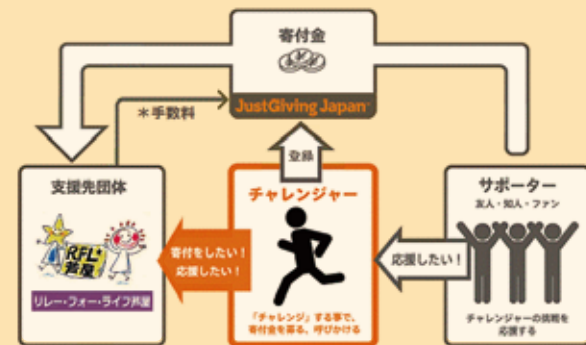 寄付金
JustGiving Japan
＊手数料
登録
支援先団体
RFL
芦屋
リレー・フォー・ライフ芦屋
寄付をしたい！
応援したい！
チャレンジャー
「チャレンジ」する事で、
寄付金を募る、呼びかける
応援したい！
サポーター
友人・知人・ファン
チャレンジャーの挑戦を
応援する